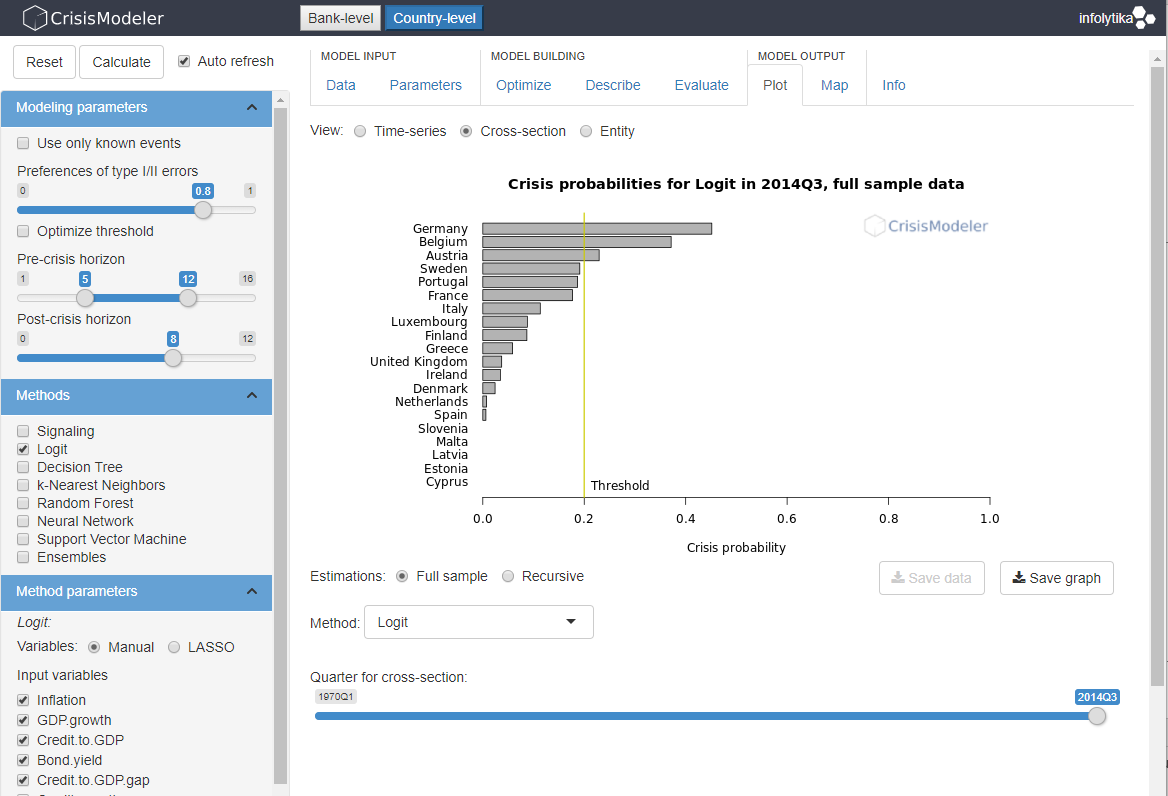 CrisisModeler
Bank-level
Country-level
infolytika
Reset
Calculate
Auto refresh
Modeling parameters
Use only known events
Preferences of type I/II errors
0
0.8
1
Optimize threshold
Pre-crisis horizon
1
5
12
16
Post-crisis horizon
0
8
12
Methods
Signaling
Logit
Decision Tree
k-Nearest Neighbors
Random Forest
Neural Network
Support Vector Machine
Ensembles
Method parameters
Logit:
Variables: Manual LASSO
Input variables
Inflation
GDP.growth
Credit.to.GDP
Bond.yield
Credit.to.GDP.gap
MODEL INPUT
Data
Parameters
MODEL BUILDING
Optimize
Describe
Evaluate
MODEL OUTPUT
Plot
Map
Info
View: Time-series Cross-section Entity
Crisis probabilities for Logit in 2014Q3, full sample data
CrisisModeler
Germany
Belgium
Austria
Sweden
Portugal
France
Italy
Luxembourg
Finland
Greece
United Kingdom
Ireland
Denmark
Netherlands
Spain
Slovenia
Malta
Latvia
Estonia
Cyprus
Threshold
0.0 0.2 0.4 0.6 0.8 1.0
Crisis probability
Estimations: Full sample Recursive
Save data
Save graph
Method: Logit
Quarter for cross-section:
1970Q1
2014Q3